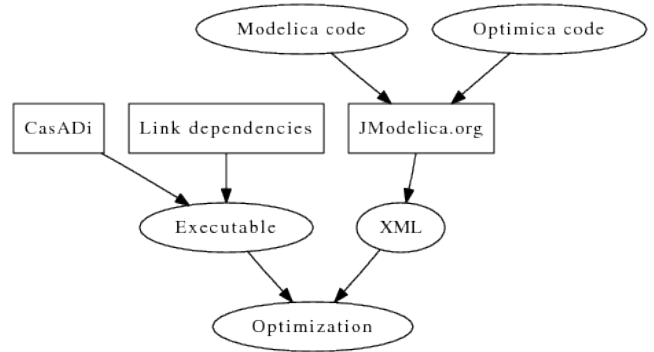 Modelica code
Optimica code
CasADi
Link dependencies
JModelica.org
Executable
XML
Optimization